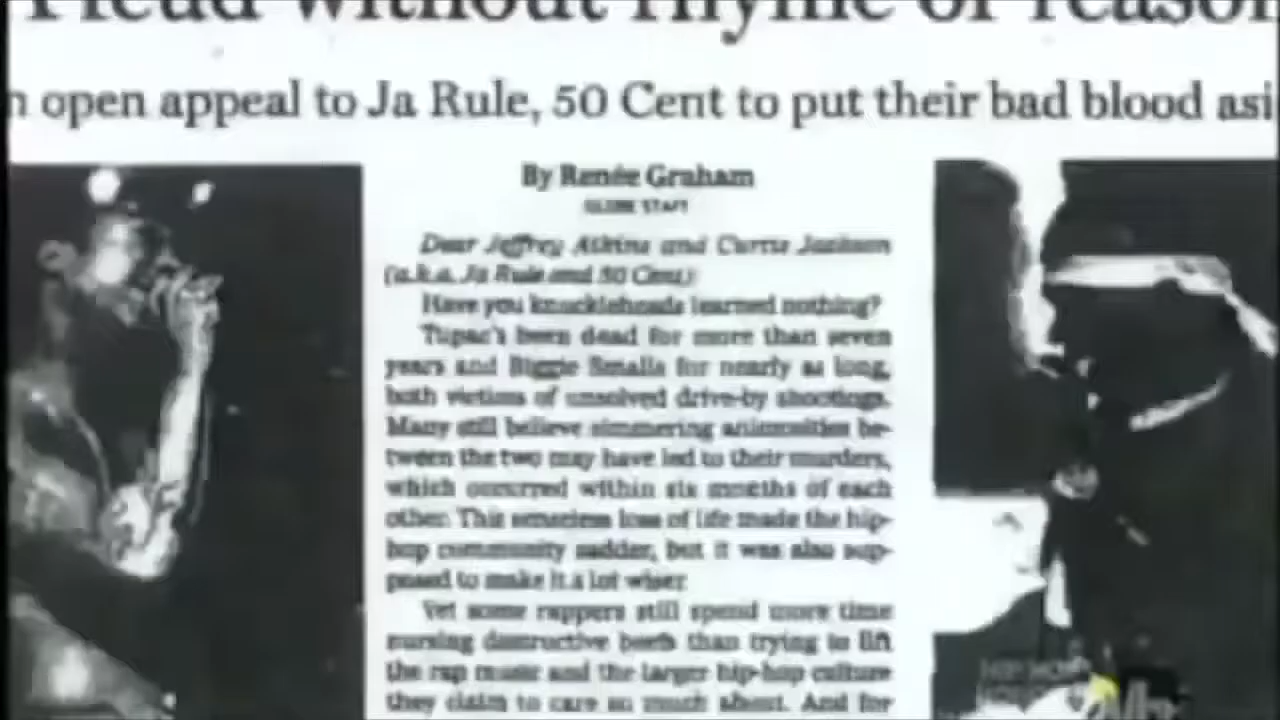 Head without rhyme or reason
n open appeal to Ja Rule, 50 Cent to put their bad blood asi
By Renée Graham
GLOBE STAFF
Dear Jeffrey Atkins and Curtis Jackson
(a.k.a. Ja Rule and 50 Cent):
Have you knuckleheads learned nothing?
Tupac's been dead for more than seven
years and Biggie Smalls for nearly as long,
both victims of unsolved drive-by shootings.
Many still believe simmering animosities be-
tween the two may have led to their murders,
which occurred within six months of each
other. This senseless loss of life made the hip-
hop community sadder, but it was also sup-
posed to make it a lot wiser.
Yet some rappers still spend more time
nursing destructive beefs than trying to lift
the rap music and the larger hip-hop culture
they claim to care so much about. And for